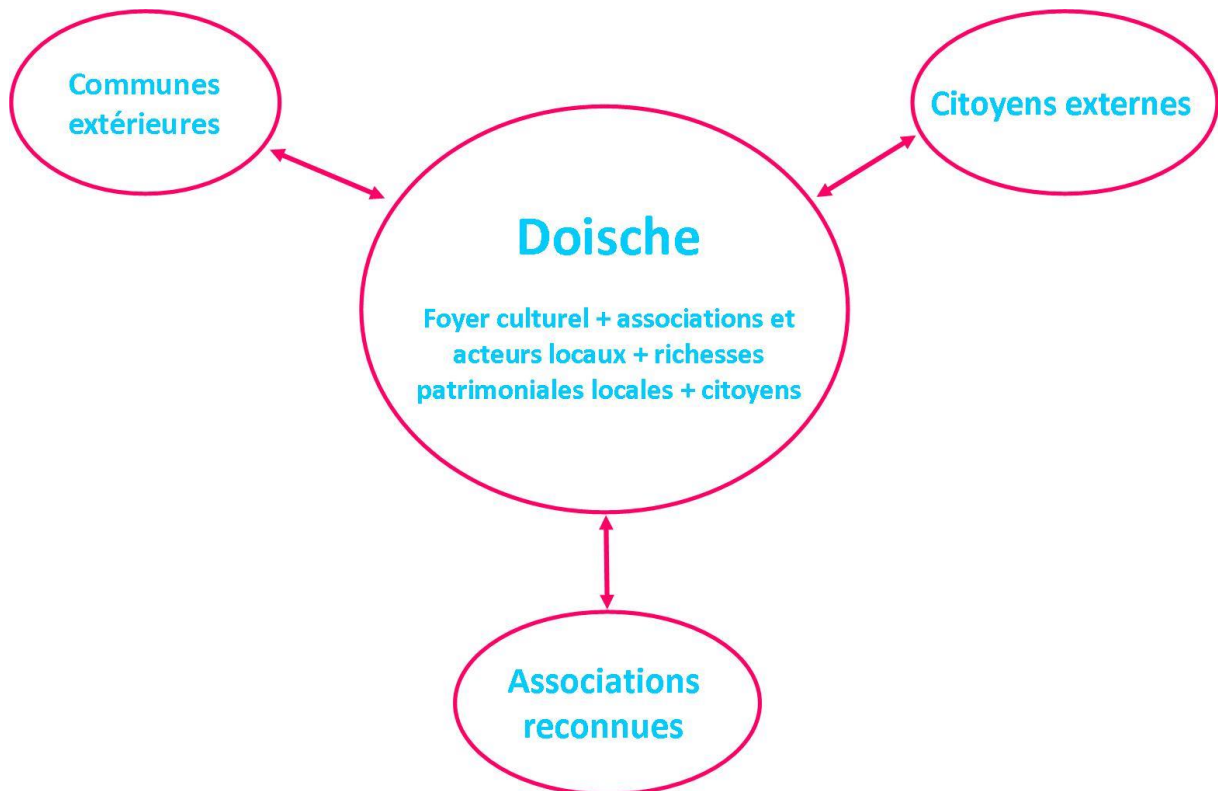 Communes
extérieures
Citoyens externes
Doische
Foyer culturel + associations et
acteurs locaux + richesses
patrimoniales locales + citoyens
Associations
reconnues